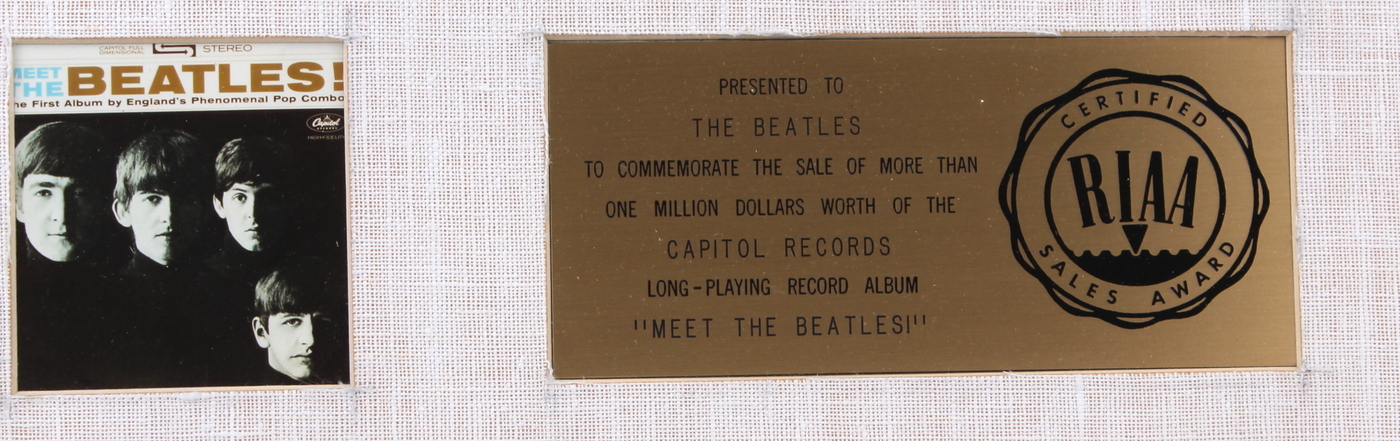 CAPITOL FULL
DIMENSIONAL
STEREO
MEET
THE
BEATLES!
The First Album by England's Phenomenal Pop Combo
Capitol
RECORDS
PRESENTED TO
THE BEATLES
TO COMMEMORATE THE SALE OF MORE THAN
ONE MILLION DOLLARS WORTH OF THE
CAPITOL RECORDS
LONG-PLAYING RECORD ALBUM
"MEET THE BEATLES!"
CERTIFIED
RIAA
SALES AWARD